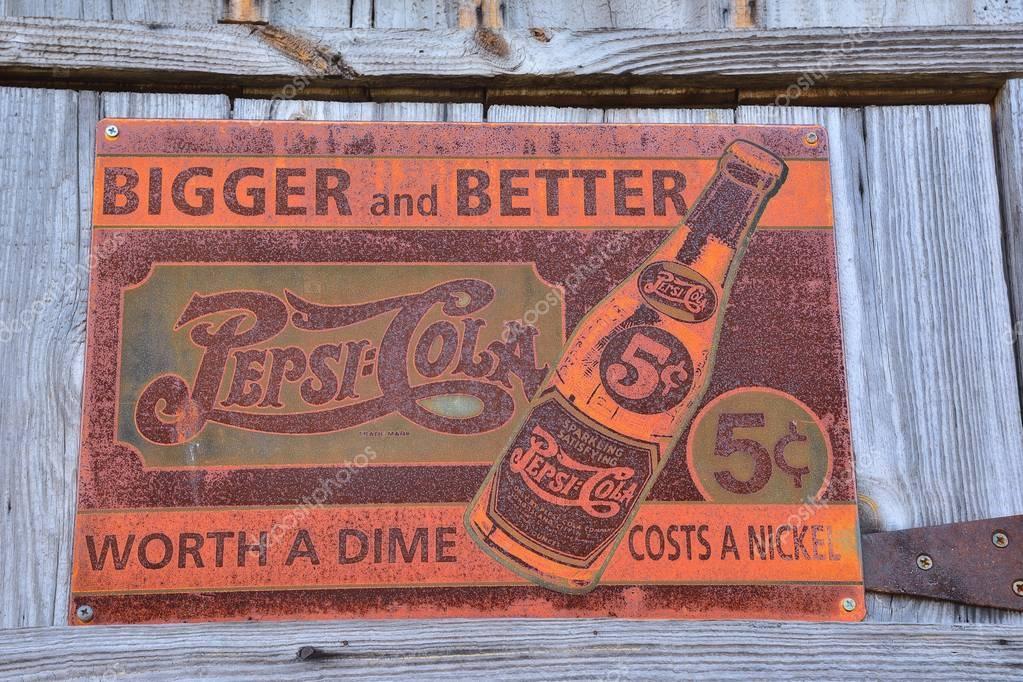 BIGGER and BETTER
PEPSI:COLA
TRADE MARK
PEPSI:COLA
5¢
SPARKLING
SATISFYING
PEPSI:COLA
5¢
WORTH A DIME
COSTS A NICKEL
depositphotos